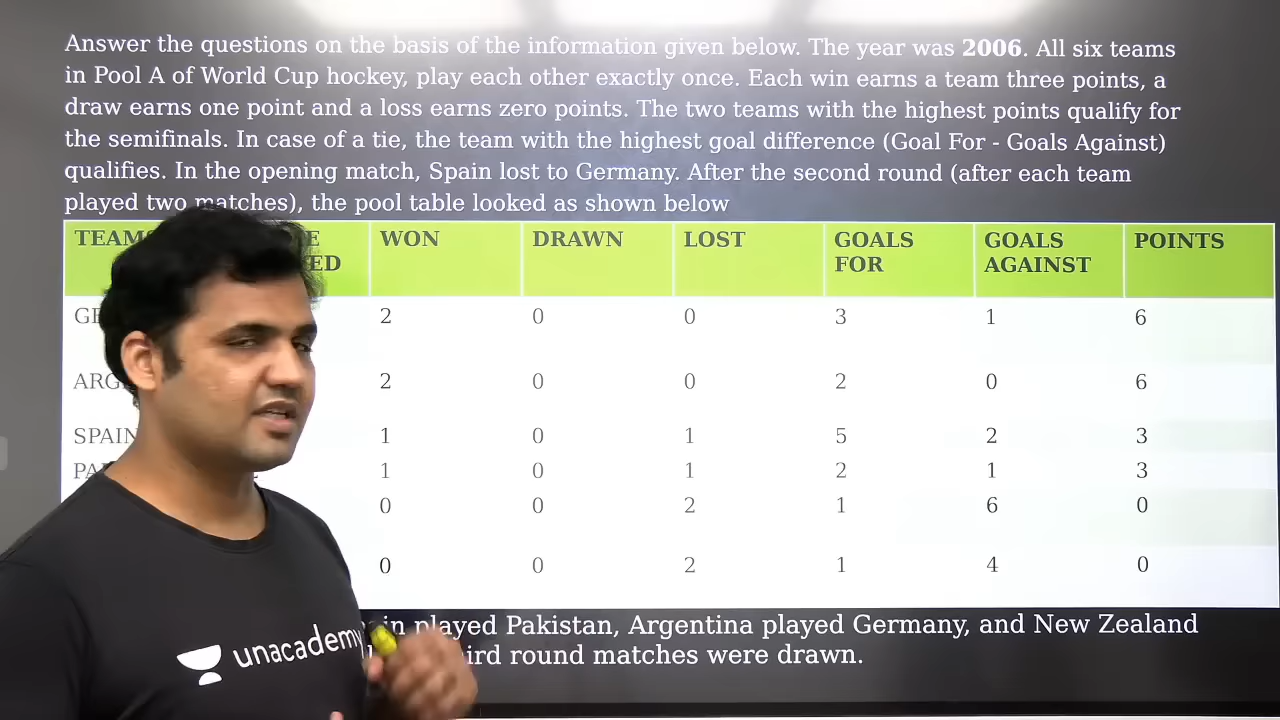 Answer the questions on the basis of the information given below. The year was 2006. All six teams
in Pool A of World Cup hockey, play each other exactly once. Each win earns a team three points, a
draw earns one point and a loss earns zero points. The two teams with the highest points qualify for
the semifinals. In case of a tie, the team with the highest goal difference (Goal For - Goals Against)
qualifies. In the opening match, Spain lost to Germany. After the second round (after each team
played two matches), the pool table looked as shown below
WON DRAWN LOST GOALS FOR GOALS AGAINST POINTS
2 0 0 3 1 6
2 0 0 2 0 6
SPAIN 1 0 1 5 2 3
1 0 1 2 1 3
0 0 2 1 6 0
0 0 2 1 4 0
played Pakistan, Argentina played Germany, and New Zealand
round matches were drawn.
unacademy